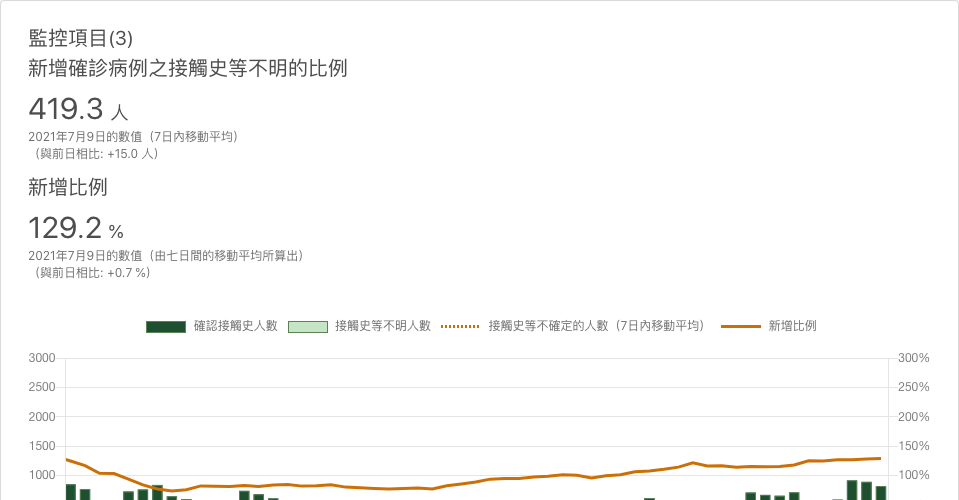 監控項目(3)
新增確診病例之接觸史等不明的比例
419.3 人
2021年7月9日的數值（7日內移動平均）
（與前日相比: +15.0 人）
新增比例
129.2 %
2021年7月9日的數值（由七日間的移動平均所算出）
（與前日相比: +0.7 %）
確認接觸史人數 接觸史等不明人數 接觸史等不確定的人數（7日內移動平均） 新增比例
3000 300%
2500 250%
2000 200%
1500 150%
1000 100%